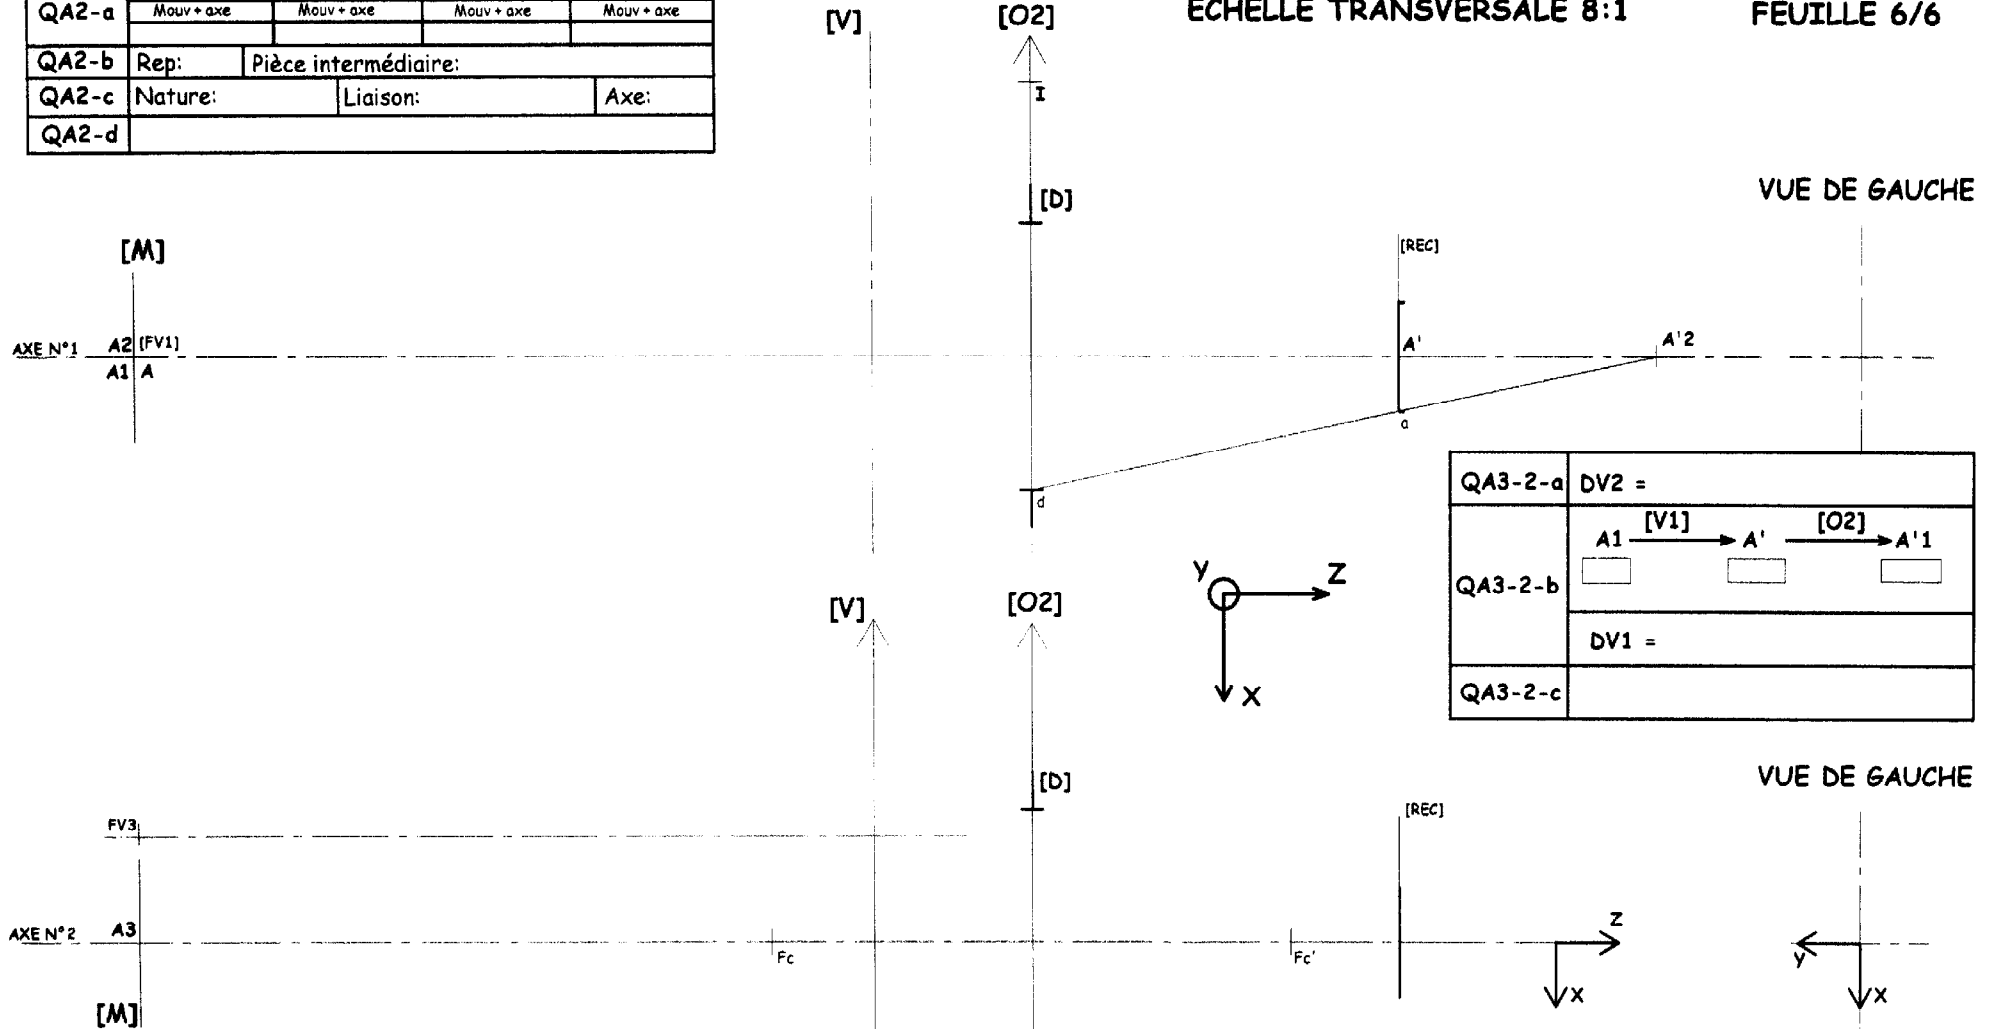 QA2-a Mouv + axe Mouv + axe Mouv + axe Mouv + axe
QA2-b Rep: Pièce intermédiaire:
QA2-c Nature: Liaison: Axe:
QA2-d
[V] [O2] ECHELLE TRANSVERSALE 8:1 FEUILLE 6/6
I
[D]
VUE DE GAUCHE
[M]
[REC]
AXE N°1 A2 [FV1] A' A'2
A1 A
a
d
QA3-2-a DV2 =
QA3-2-b A1 [V1] A' [O2] A'1
DV1 =
QA3-2-c
Y Z
X
[V] [O2]
[D]
VUE DE GAUCHE
[REC]
FV3
AXE N°2 A3
Fc Fc'
Z
X
Y X
[M]